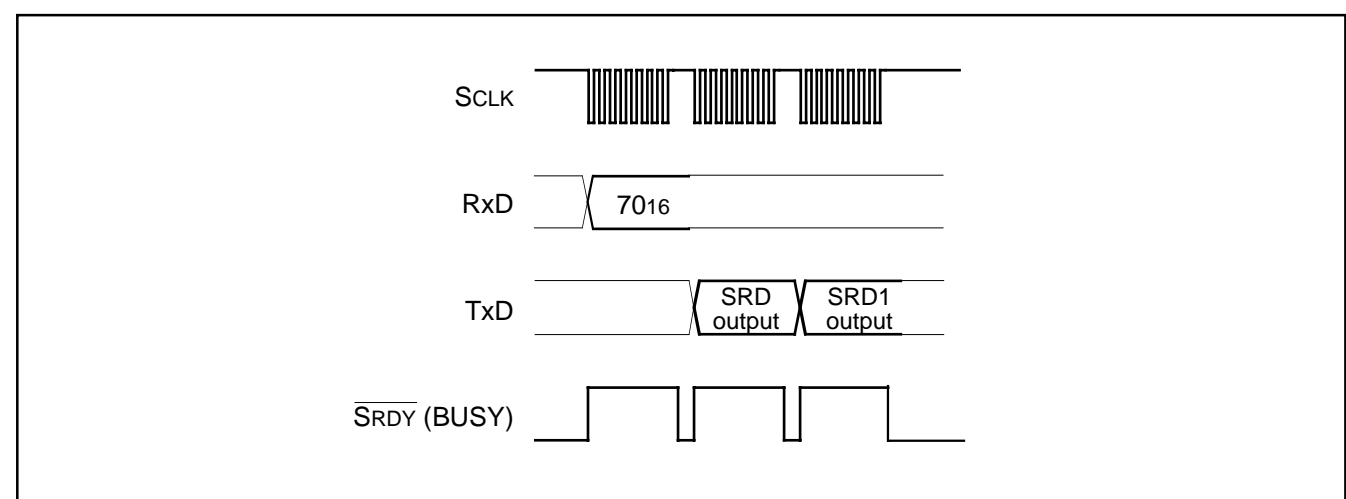 SCLK
RxD
7016
TxD
SRD
output
SRD1
output
SRDY (BUSY)